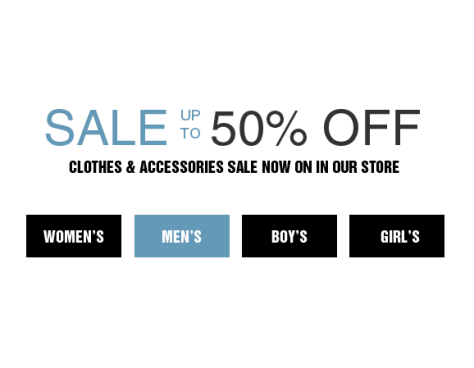 SALE UP TO 50% OFF
CLOTHES & ACCESSORIES SALE NOW ON IN OUR STORE
WOMEN'S MEN'S BOY'S GIRL'S